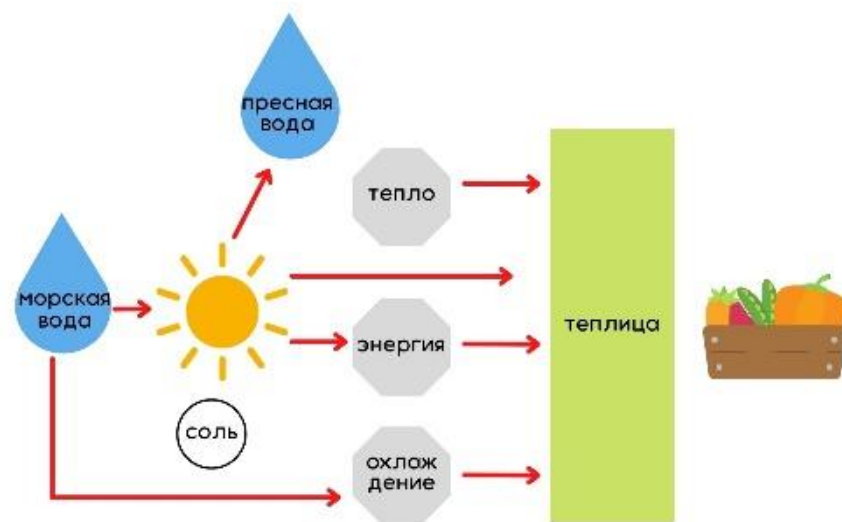 пресная
вода
тепло
морская
вода
энергия
теплица
соль
охлаж
дение